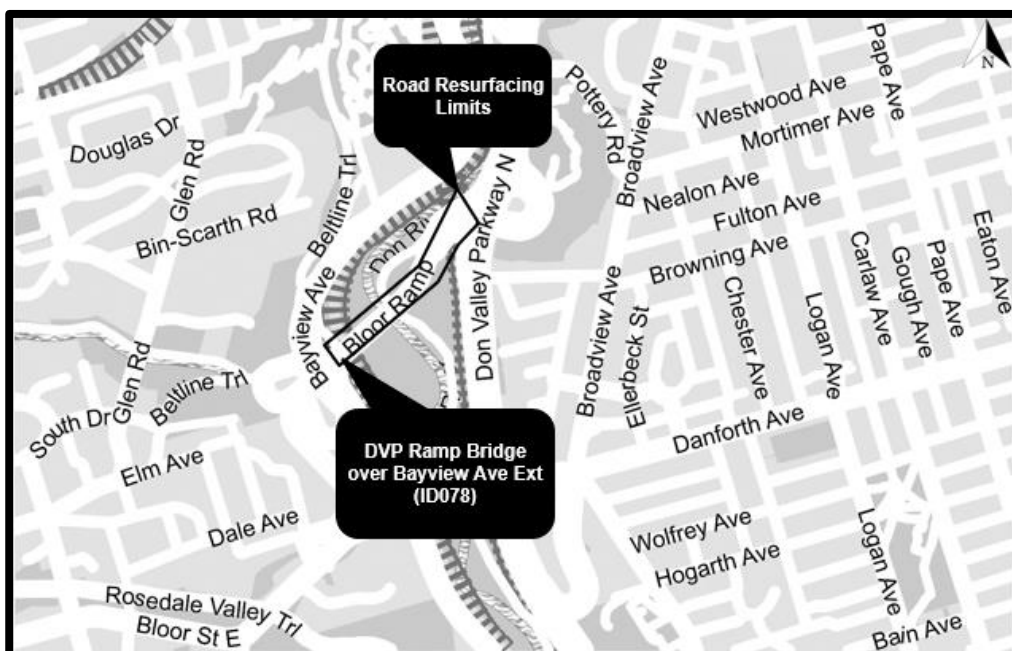 Road Resurfacing
Limits
N
Pape Ave
Westwood Ave
Mortimer Ave
Pottery Rd
Broadview Ave
Douglas Dr
Glen Rd
Beltline Trl
Bin-Scarth Rd
Don Valley Parkway N
Nealon Ave
Fulton Ave
Browning Ave
Eaton Ave
Pape Ave
Gough Ave
Carlaw Ave
Bloor Ramp
Bayview Ave
Broadview Ave
Ellerbeck St
Chester Ave
Logan Ave
Glen Rd
Beltline Trl
South Dr
Elm Ave
Danforth Ave
DVP Ramp Bridge
over Bayview Ave Ext
(ID078)
Dale Ave
Wolfrey Ave
Hogarth Ave
Logan Ave
Rosedale Valley Trl
Bloor St E
Bain Ave